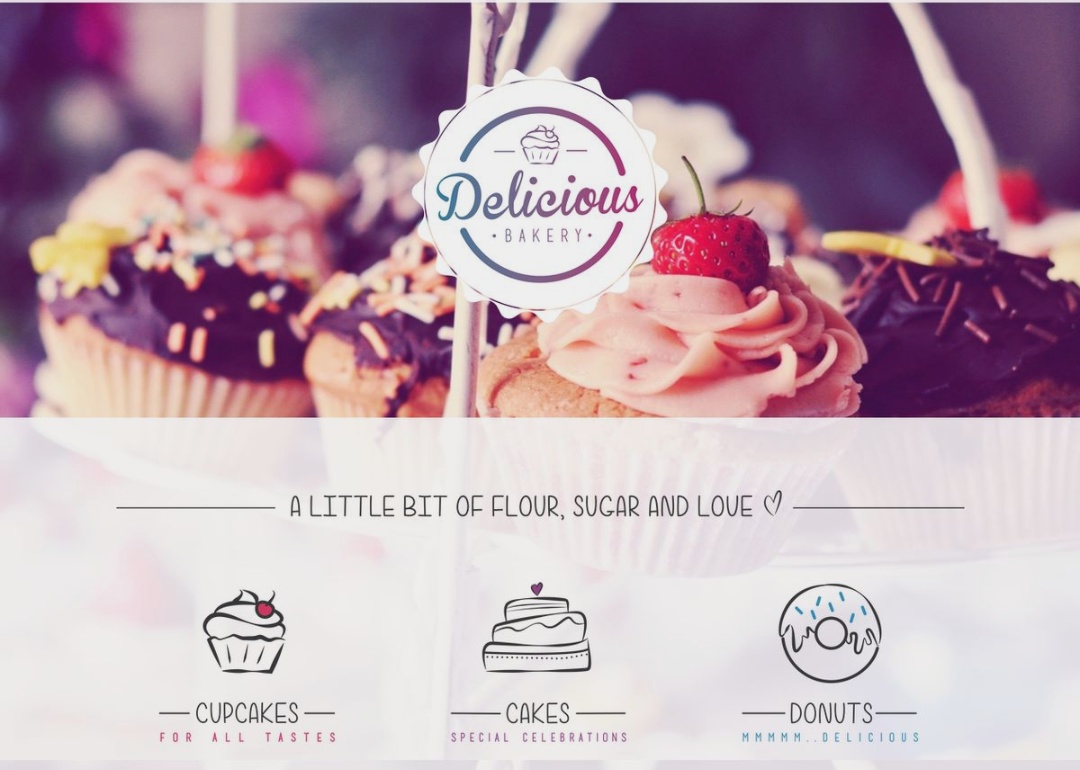 Delicious
• BAKERY •
A LITTLE BIT OF FLOUR, SUGAR AND LOVE ♡
CUPCAKES
FOR ALL TASTES
CAKES
SPECIAL CELEBRATIONS
DONUTS
MMMMM..DELICIOUS